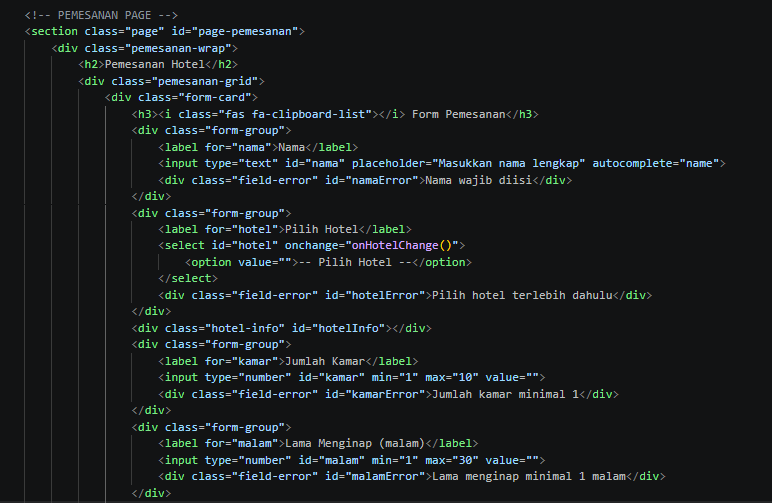 <!-- PEMESANAN PAGE -->
<section class="page" id="page-pemesanan">
<div class="pemesanan-wrap">
<h2>Pemesanan Hotel</h2>
<div class="pemesanan-grid">
<div class="form-card">
<h3><i class="fas fa-clipboard-list"></i> Form Pemesanan</h3>
<div class="form-group">
<label for="nama">Nama</label>
<input type="text" id="nama" placeholder="Masukkan nama lengkap" autocomplete="name">
<div class="field-error" id="namaError">Nama wajib diisi</div>
</div>
<div class="form-group">
<label for="hotel">Pilih Hotel</label>
<select id="hotel" onchange="onHotelChange()">
<option value="">-- Pilih Hotel --</option>
</select>
<div class="field-error" id="hotelError">Pilih hotel terlebih dahulu</div>
</div>
<div class="hotel-info" id="hotelInfo"></div>
<div class="form-group">
<label for="kamar">Jumlah Kamar</label>
<input type="number" id="kamar" min="1" max="10" value="">
<div class="field-error" id="kamarError">Jumlah kamar minimal 1</div>
</div>
<div class="form-group">
<label for="malam">Lama Menginap (malam)</label>
<input type="number" id="malam" min="1" max="30" value="">
<div class="field-error" id="malamError">Lama menginap minimal 1 malam</div>
</div>